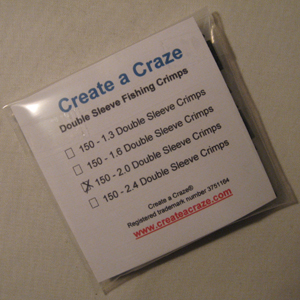 Create a Craze
Double Sleeve Fishing Crimps
150 - 1.3 Double Sleeve Crimps
150 - 1.6 Double Sleeve Crimps
150 - 2.0 Double Sleeve Crimps
150 - 2.4 Double Sleeve Crimps
Create a Craze®
Registered trademark number 3751104
www.createacraze.com